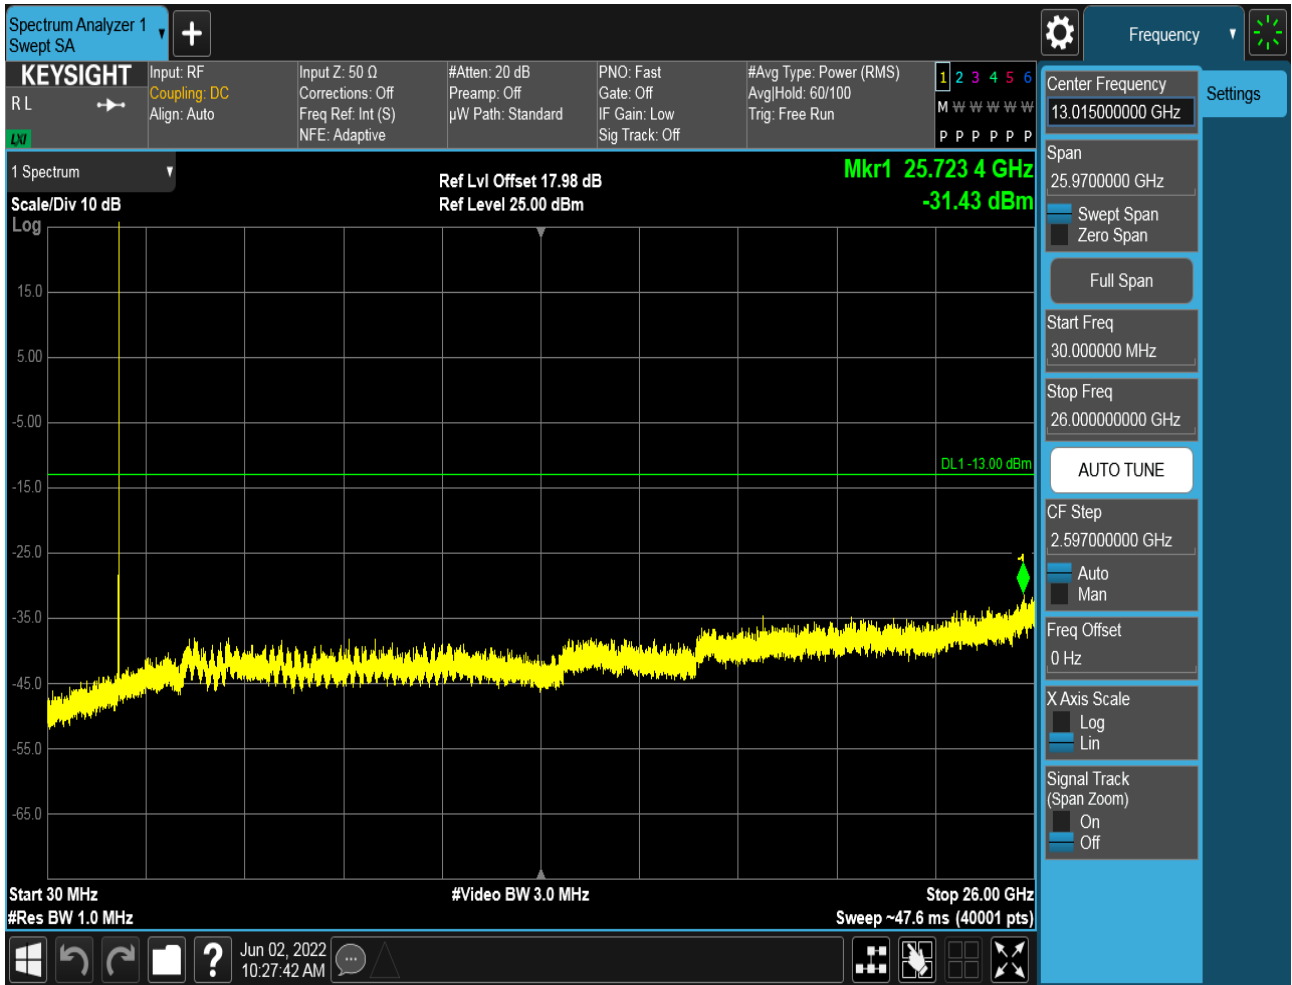 Spectrum Analyzer 1
Swept SA
Frequency
KEYSIGHT
R L
LXI
Input: RF
Coupling: DC
Align: Auto
Input Z: 50 Ω
Corrections: Off
Freq Ref: Int (S)
NFE: Adaptive
#Atten: 20 dB
Preamp: Off
µW Path: Standard
PNO: Fast
Gate: Off
IF Gain: Low
Sig Track: Off
#Avg Type: Power (RMS)
Avg|Hold: 60/100
Trig: Free Run
1 2 3 4 5 6
M W W W W W
P P P P P P
1 Spectrum
Scale/Div 10 dB
Log
Ref Lvl Offset 17.98 dB
Ref Level 25.00 dBm
Mkr1 25.723 4 GHz
-31.43 dBm
15.0
5.00
-5.00
-15.0
-25.0
-35.0
-45.0
-55.0
-65.0
DL1 -13.00 dBm
1
Start 30 MHz
#Res BW 1.0 MHz
#Video BW 3.0 MHz
Stop 26.00 GHz
Sweep ~47.6 ms (40001 pts)
Center Frequency
13.015000000 GHz
Span
25.9700000 GHz
Swept Span
Zero Span
Full Span
Start Freq
30.000000 MHz
Stop Freq
26.000000000 GHz
AUTO TUNE
CF Step
2.597000000 GHz
Auto
Man
Freq Offset
0 Hz
X Axis Scale
Log
Lin
Signal Track
(Span Zoom)
On
Off
Settings
?
Jun 02, 2022
10:27:42 AM